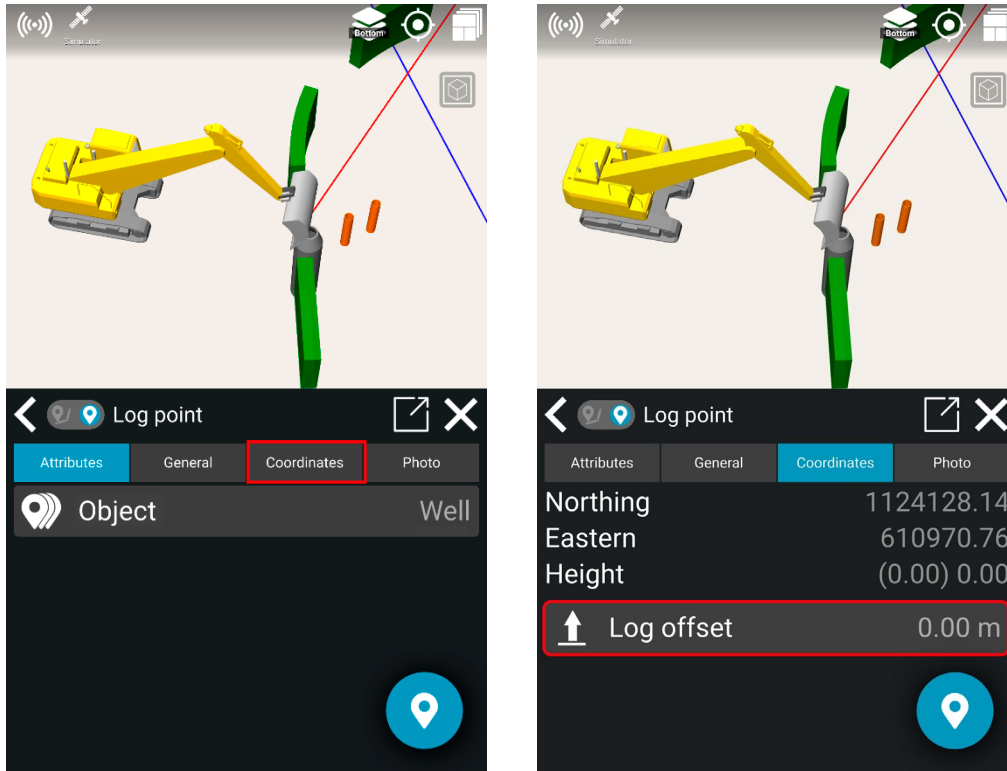 Simulator
Bottom
Log point
Attributes General Coordinates Photo
Object Well
Simulator
Bottom
Log point
Attributes General Coordinates Photo
Northing 1124128.14
Eastern 610970.76
Height (0.00) 0.00
Log offset 0.00 m